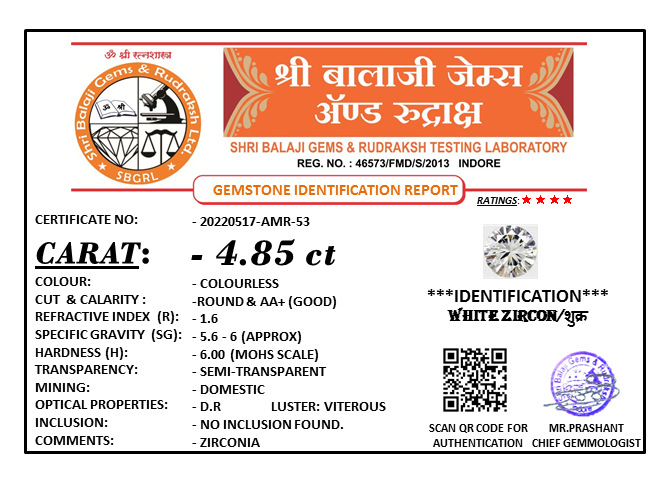 ॐ श्री रत्नशास्त्र
Shri Balaji Gems & Rudraksh Ltd.
SBGRL
श्री बालाजी जेम्स
ॲण्ड रुद्राक्ष
SHRI BALAJI GEMS & RUDRAKSH TESTING LABORATORY
REG. NO. : 46573/FMD/S/2013 INDORE
GEMSTONE IDENTIFICATION REPORT
RATINGS:
CERTIFICATE NO: - 20220517-AMR-53
CARAT: - 4.85 ct
COLOUR: - COLOURLESS
CUT & CALARITY : -ROUND & AA+ (GOOD)
REFRACTIVE INDEX (R): - 1.6
SPECIFIC GRAVITY (SG): - 5.6 - 6 (APPROX)
HARDNESS (H): - 6.00 (MOHS SCALE)
TRANSPARENCY: - SEMI-TRANSPARENT
MINING: - DOMESTIC
OPTICAL PROPERTIES: - D.R LUSTER: VITEROUS
INCLUSION: - NO INCLUSION FOUND.
COMMENTS: - ZIRCONIA
***IDENTIFICATION***
WHITE ZIRCON/शुक्र
SCAN QR CODE FOR
AUTHENTICATION
MR.PRASHANT
CHIEF GEMMOLOGIST